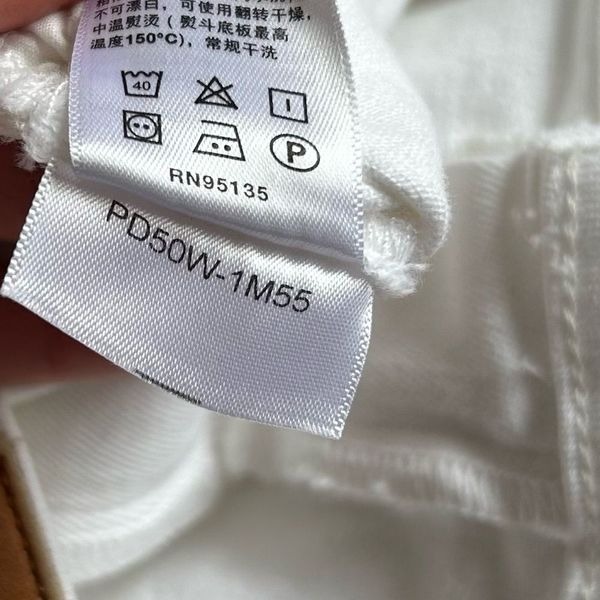 不可漂白，可使用翻转干燥，
中温熨烫（熨斗底板最高
温度150℃），常规干洗
40
P
RN95135
PD50W-1M55